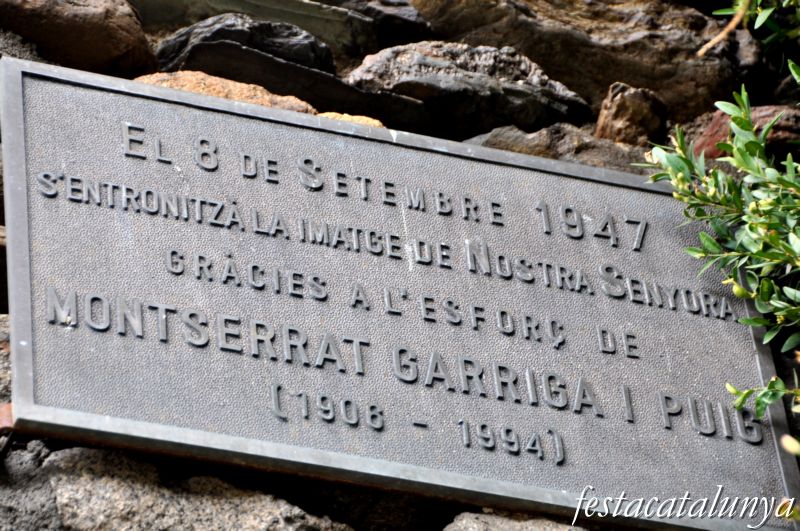 EL 8 DE SETEMBRE 1947
S'ENTRONITZÀ LA IMATGE DE NOSTRA SENYORA,
GRÀCIES A L'ESFORÇ DE
MONTSERRAT GARRIGA I PUIG
(1906 - 1994)
festacatalunya